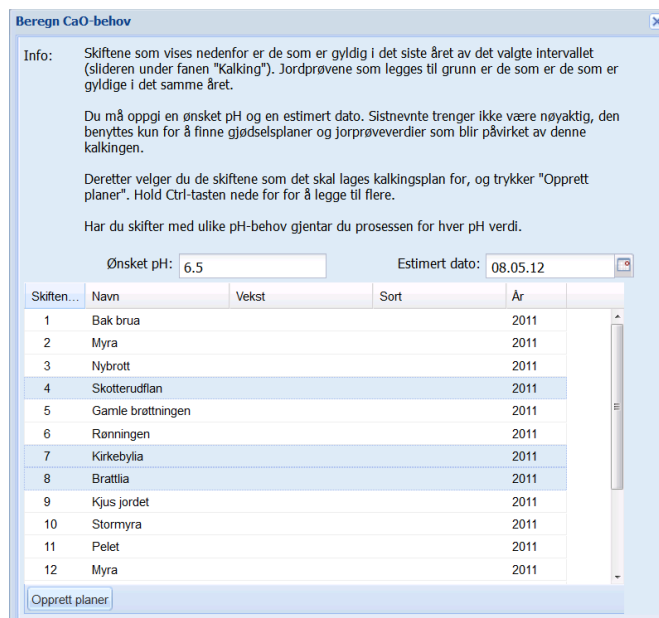 Beregn CaO-behov
Info: Skiftene som vises nedenfor er de som er gyldig i det siste året av det valgte intervallet
(slideren under fanen "Kalking"). Jordprøvene som legges til grunn er de som er de som er
gyldige i det samme året.
Du må oppgi en ønsket pH og en estimert dato. Sistnevnte trenger ikke være nøyaktig, den
benyttes kun for å finne gjødselsplaner og jorprøveverdier som blir påvirket av denne
kalkingen.
Deretter velger du de skiftene som det skal lages kalkingsplan for, og trykker "Opprett
planer". Hold Ctrl-tasten nede for for å legge til flere.
Har du skifter med ulike pH-behov gjentar du prosessen for hver pH verdi.
Ønsket pH: 6.5 Estimert dato: 08.05.12
Skiften... Navn Vekst Sort År
1 Bak brua 2011
2 Myra 2011
3 Nybrott 2011
4 Skotterudflan 2011
5 Gamle brøttningen 2011
6 Rønningen 2011
7 Kirkebylia 2011
8 Brattlia 2011
9 Kjus jordet 2011
10 Stormyra 2011
11 Pelet 2011
12 Myra 2011
Opprett planer